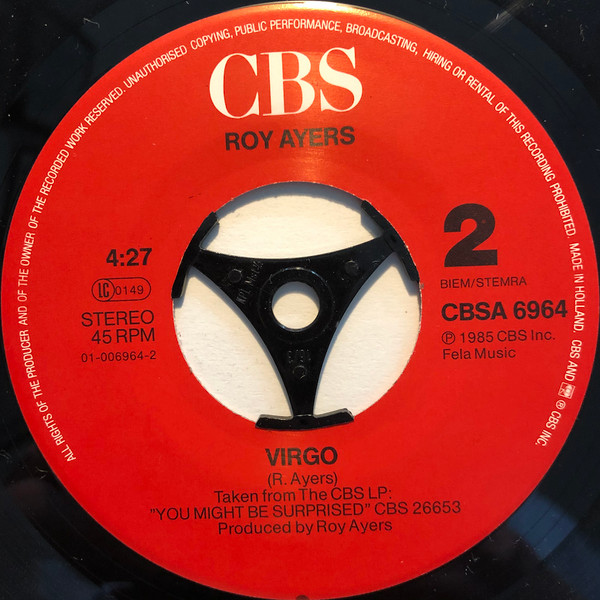 ALL RIGHTS OF THE PRODUCER AND OF THE OWNER OF THE RECORDED WORK RESERVED. UNAUTHORISED COPYING, PUBLIC PERFORMANCE, BROADCASTING, HIRING OR RENTAL OF THIS RECORDING PROHIBITED. MADE IN HOLLAND. CBS AND ® CBS INC.
CBS
ROY AYERS
4:27
LC 0149
STEREO
45 RPM
01-006964-2
2
BIEM/STEMRA
CBSA 6964
℗ 1985 CBS Inc.
Fela Music
VIRGO
(R. Ayers)
Taken from The CBS LP:
"YOU MIGHT BE SURPRISED" CBS 26653
Produced by Roy Ayers